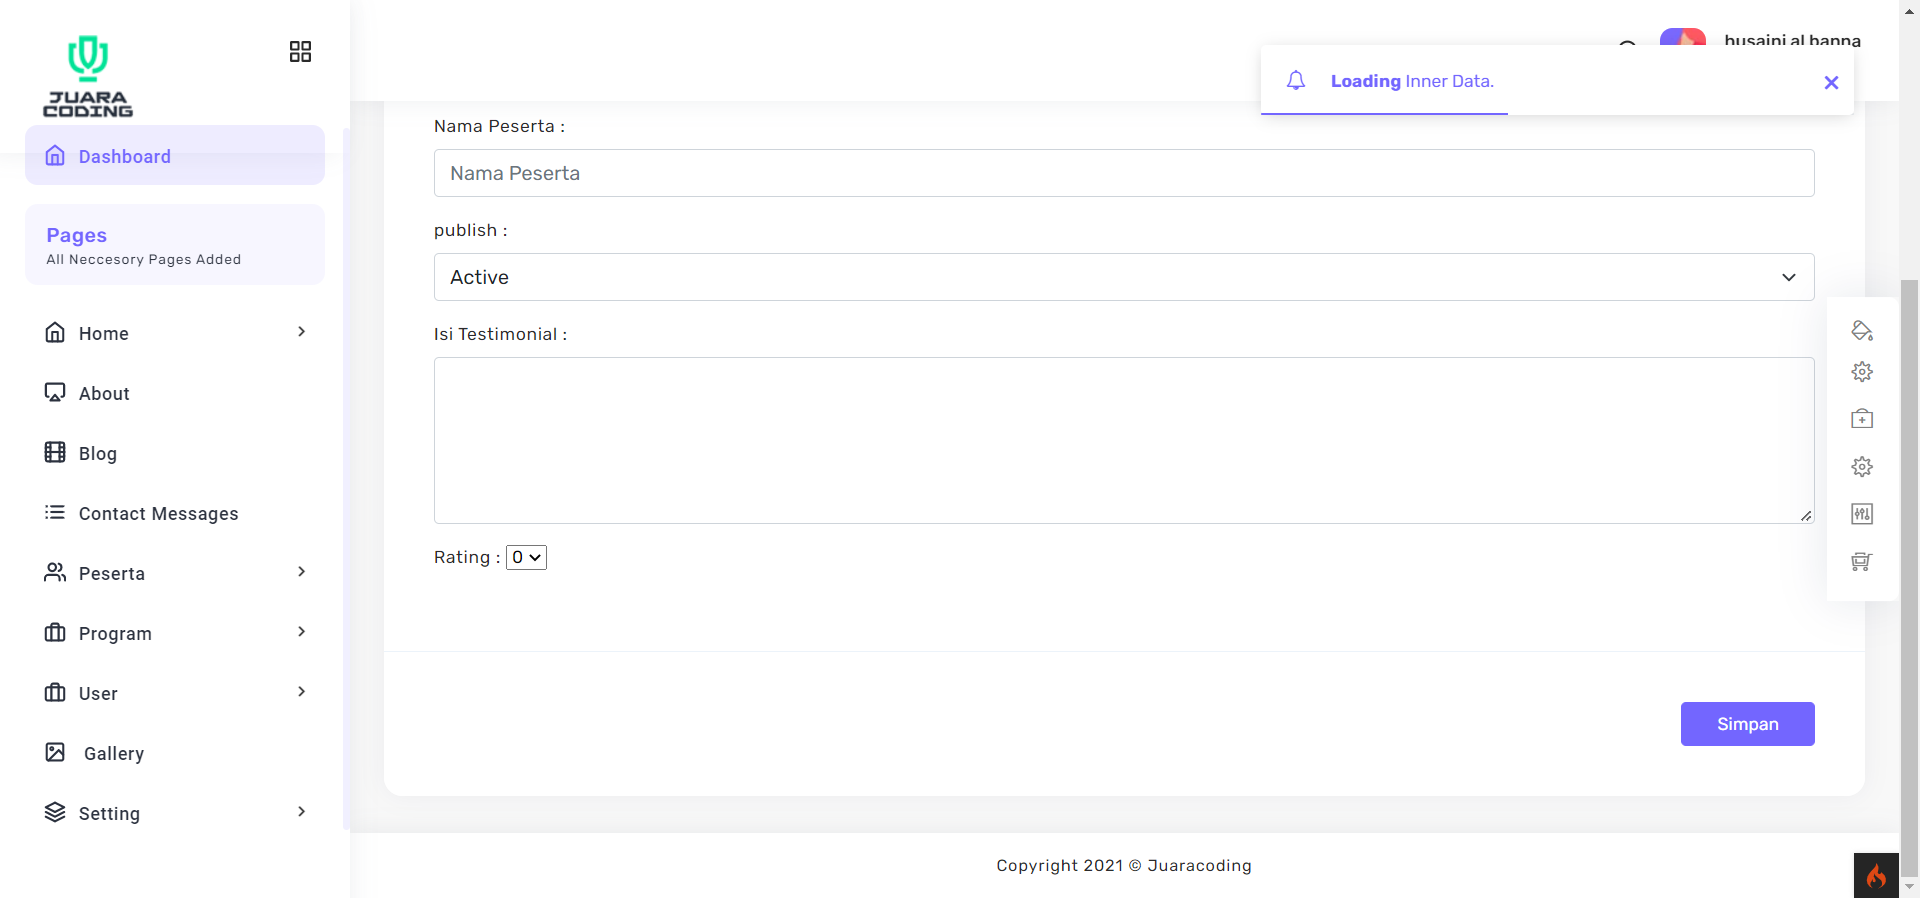 JUARA
CODING
Dashboard
Pages
All Neccesory Pages Added
Home
About
Blog
Contact Messages
Peserta
Program
User
Gallery
Setting
husaini al banna
Loading Inner Data.
Nama Peserta :
Nama Peserta
publish :
Active
Isi Testimonial :
Rating : 0
Simpan
Copyright 2021 © Juaracoding